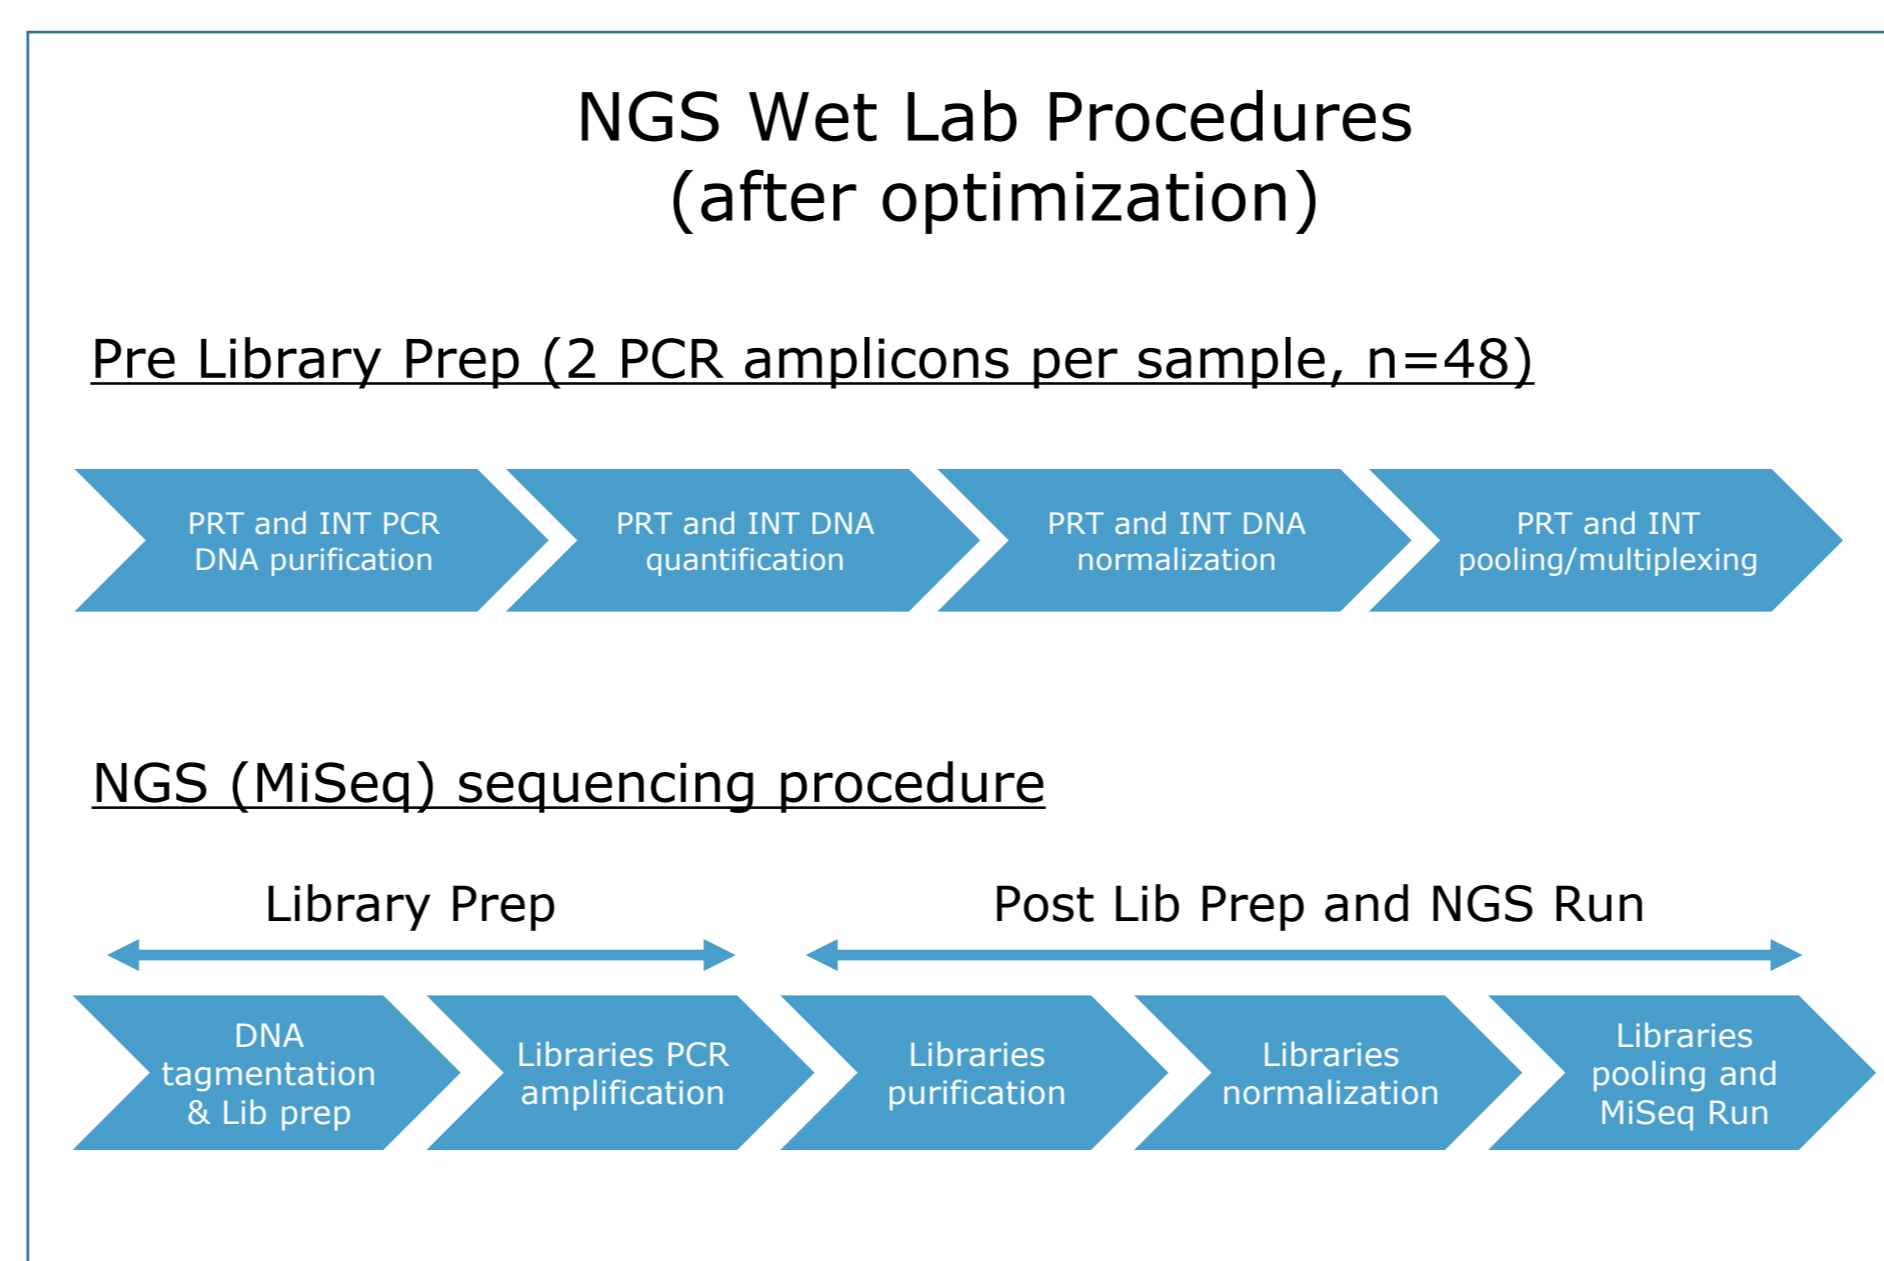 NGS Wet Lab Procedures
(after optimization)
Pre Library Prep (2 PCR amplicons per sample, n=48)
PRT and INT PCR
DNA purification
PRT and INT DNA
quantification
PRT and INT DNA
normalization
PRT and INT
pooling/multiplexing
NGS (MiSeq) sequencing procedure
Library Prep
Post Lib Prep and NGS Run
DNA
tagmentation
& Lib prep
Libraries PCR
amplification
Libraries
purification
Libraries
normalization
Libraries
pooling and
MiSeq Run